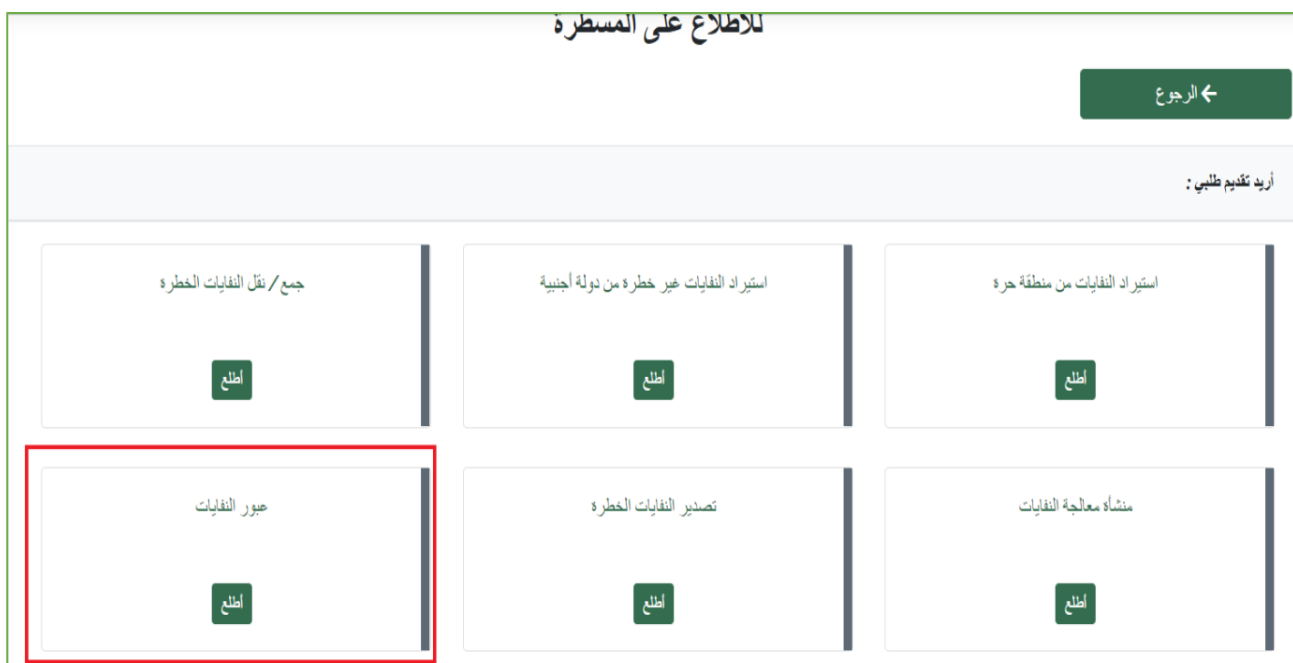 للاطلاع على المسطرة
الرجوع
أريد تقديم طلبي :
استيراد النفايات من منطقة حرة
أطلع
استيراد النفايات غير خطرة من دولة أجنبية
أطلع
جمع / نقل النفايات الخطرة
أطلع
منشأة معالجة النفايات
أطلع
تصدير النفايات الخطرة
أطلع
عبور النفايات
أطلع